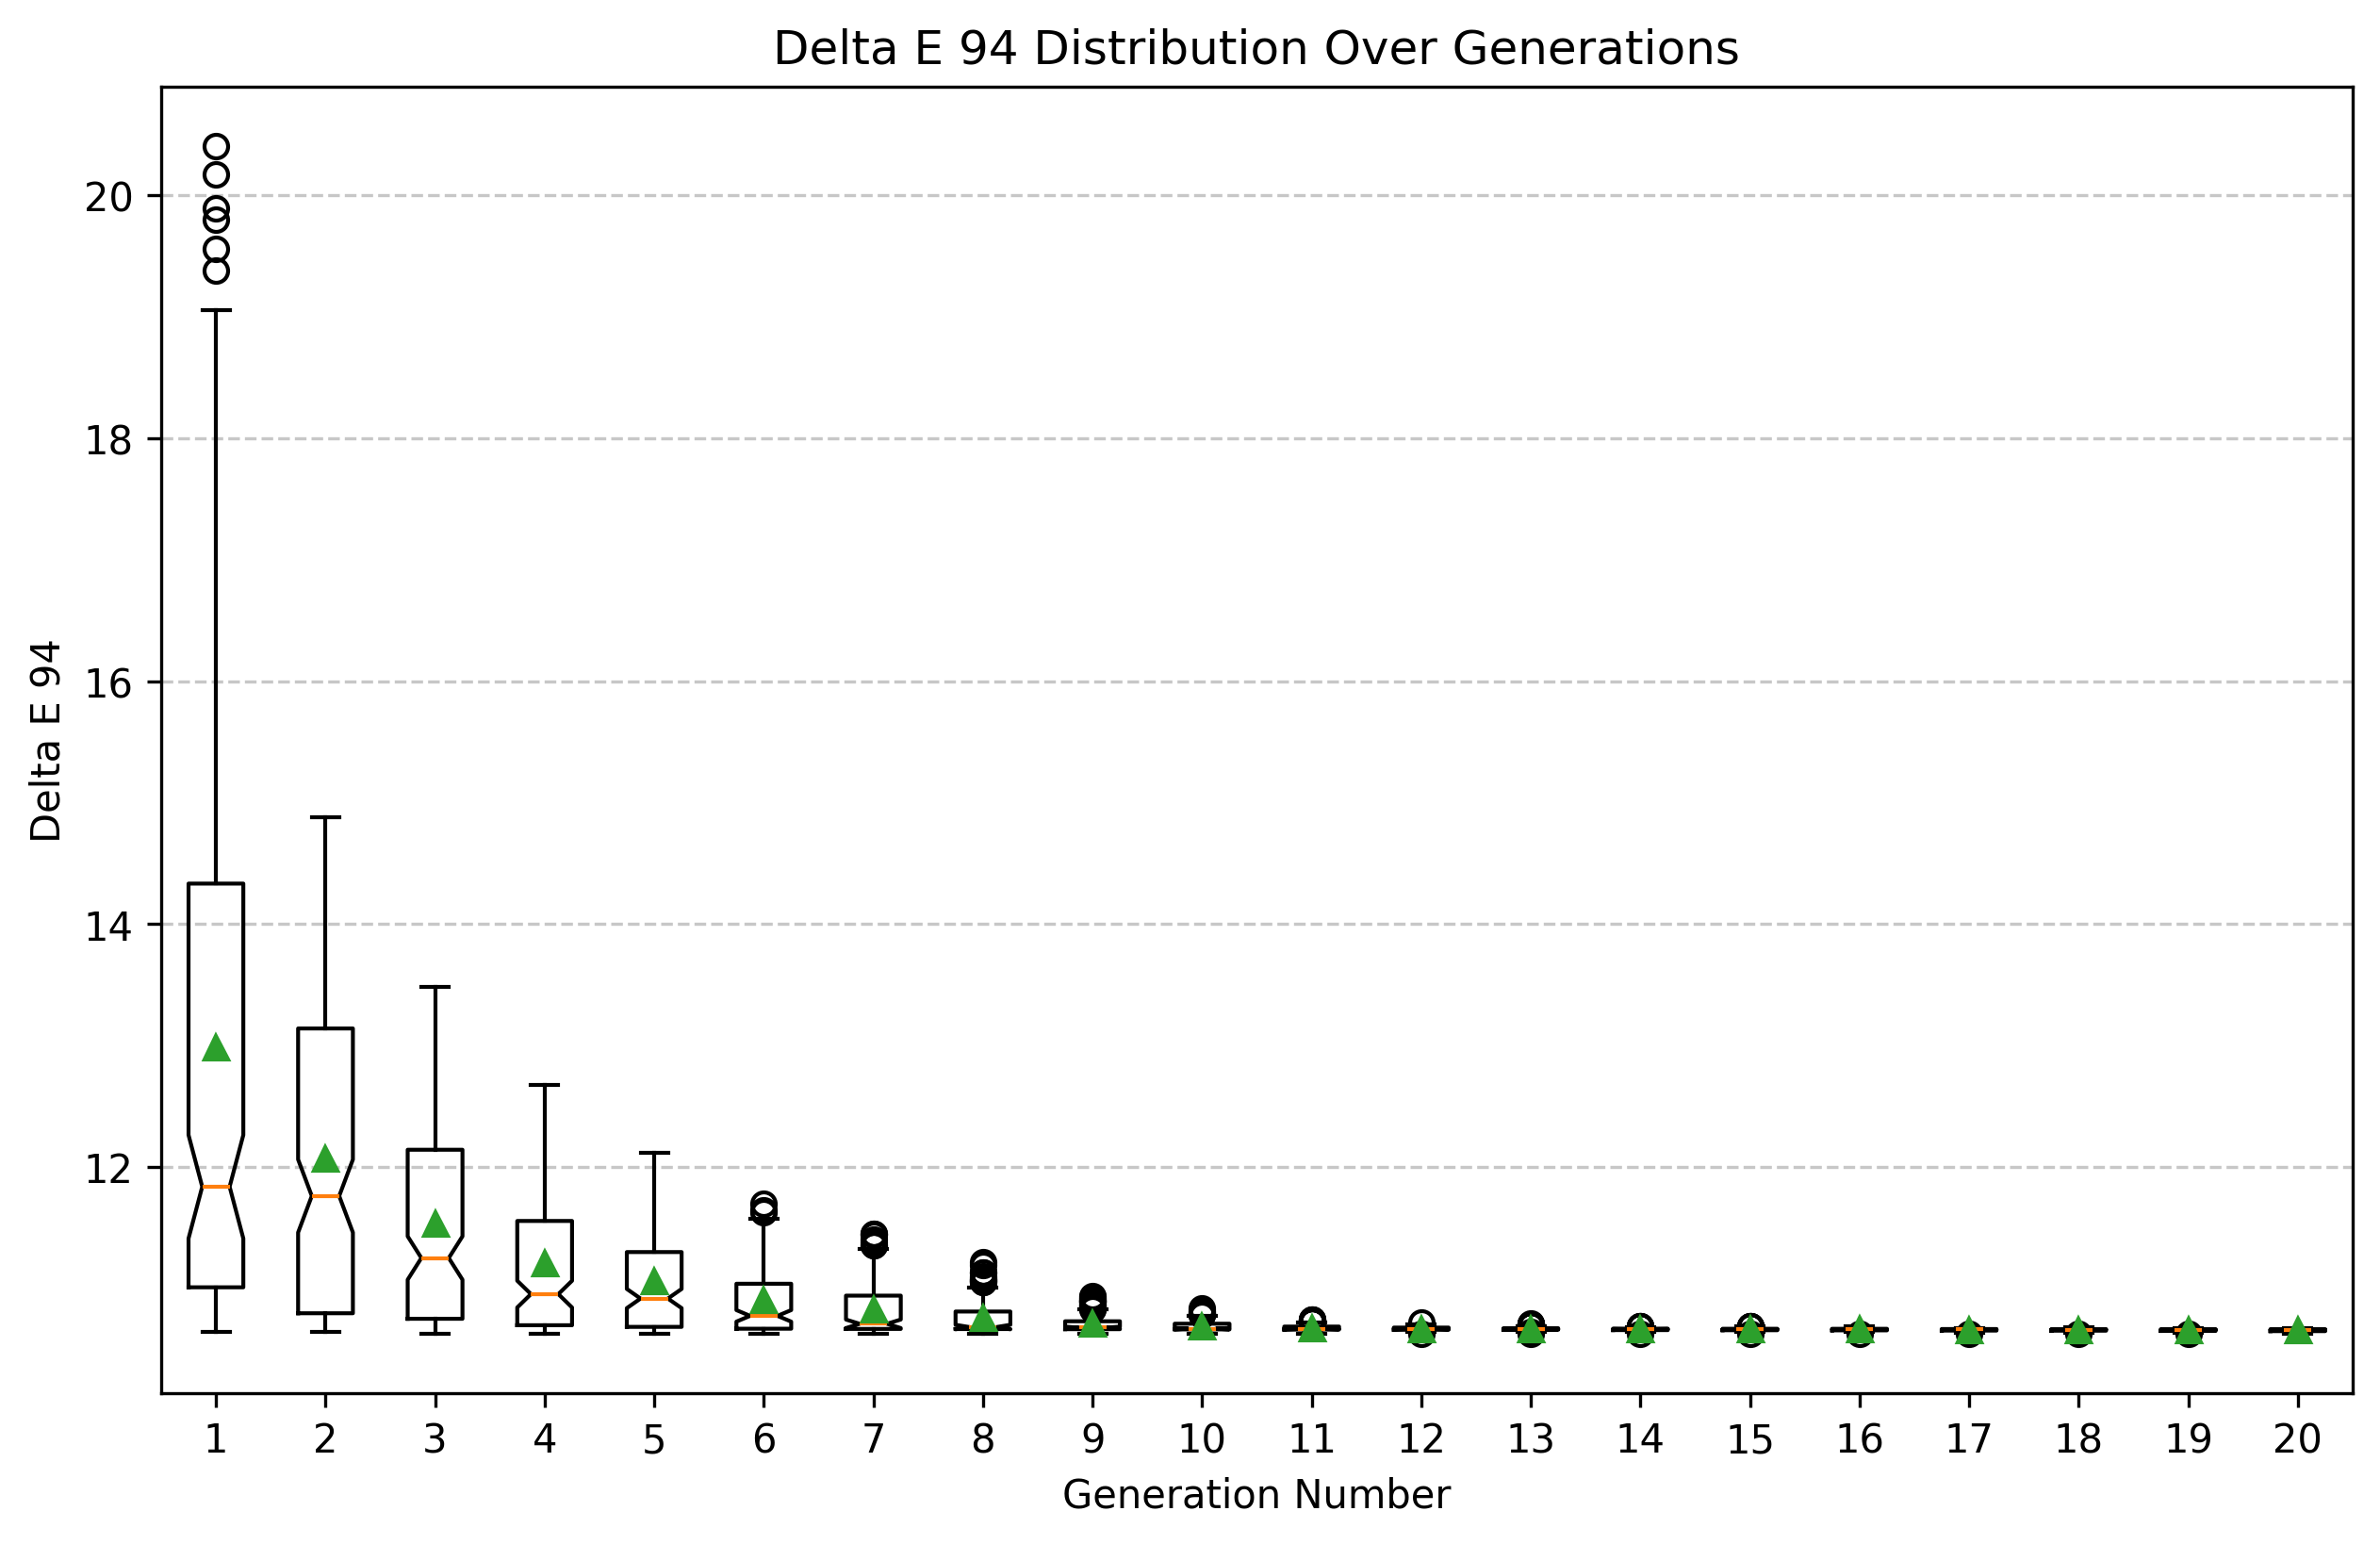 Delta E 94 Distribution Over Generations
Delta E 94
20
18
16
14
12
1 2 3 4 5 6 7 8 9 10 11 12 13 14 15 16 17 18 19 20
Generation Number